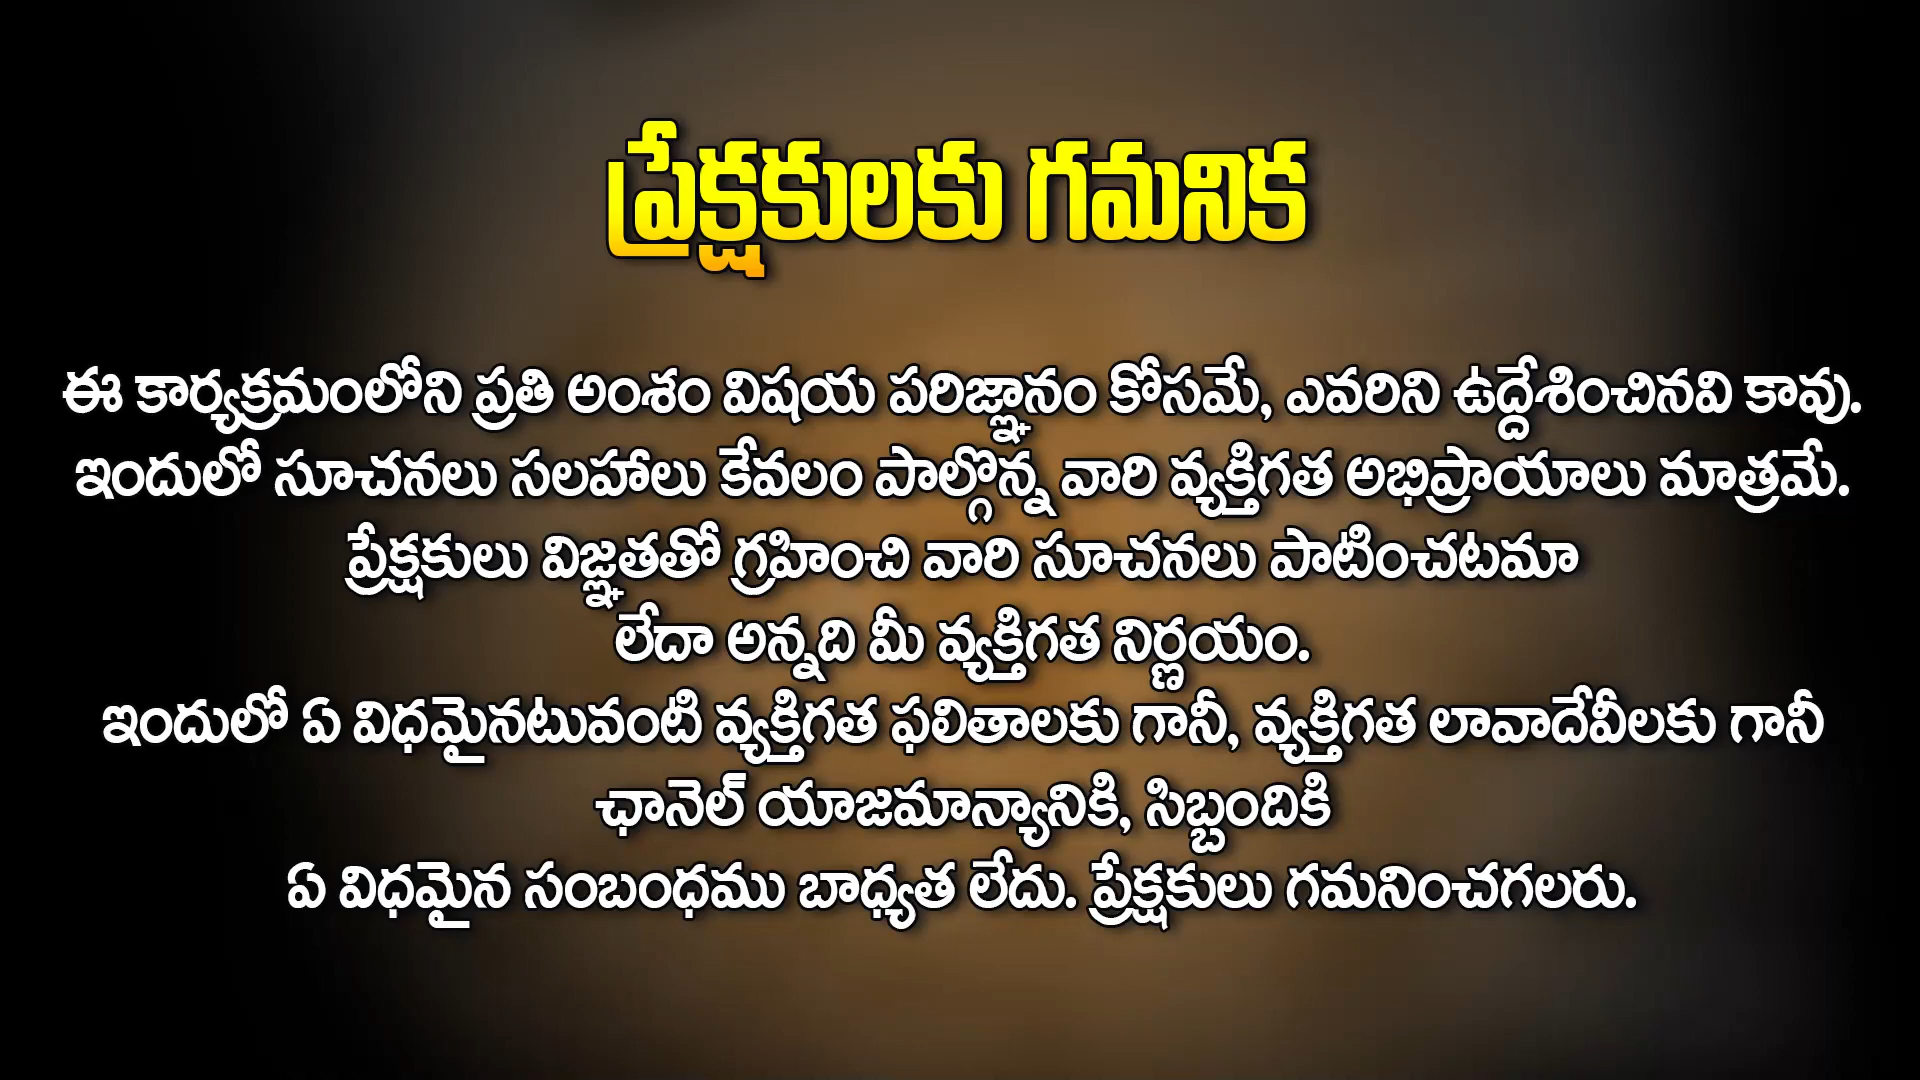 ప్రేక్షకులకు గమనిక
ఈ కార్యక్రమంలోని ప్రతి అంశం విషయ పరిజ్ఞానం కోసమే, ఎవరిని ఉద్దేశించినవి కావు.
ఇందులో సూచనలు సలహాలు కేవలం పాల్గొన్న వారి వ్యక్తిగత అభిప్రాయాలు మాత్రమే.
ప్రేక్షకులు విజ్ఞతతో గ్రహించి వారి సూచనలు పాటించటమా
లేదా అన్నది మీ వ్యక్తిగత నిర్ణయం.
ఇందులో ఏ విధమైనటువంటి వ్యక్తిగత ఫలితాలకు గానీ, వ్యక్తిగత లావాదేవీలకు గానీ
ఛానెల్ యాజమాన్యానికి, సిబ్బందికి
ఏ విధమైన సంబంధము బాధ్యత లేదు. ప్రేక్షకులు గమనించగలరు.